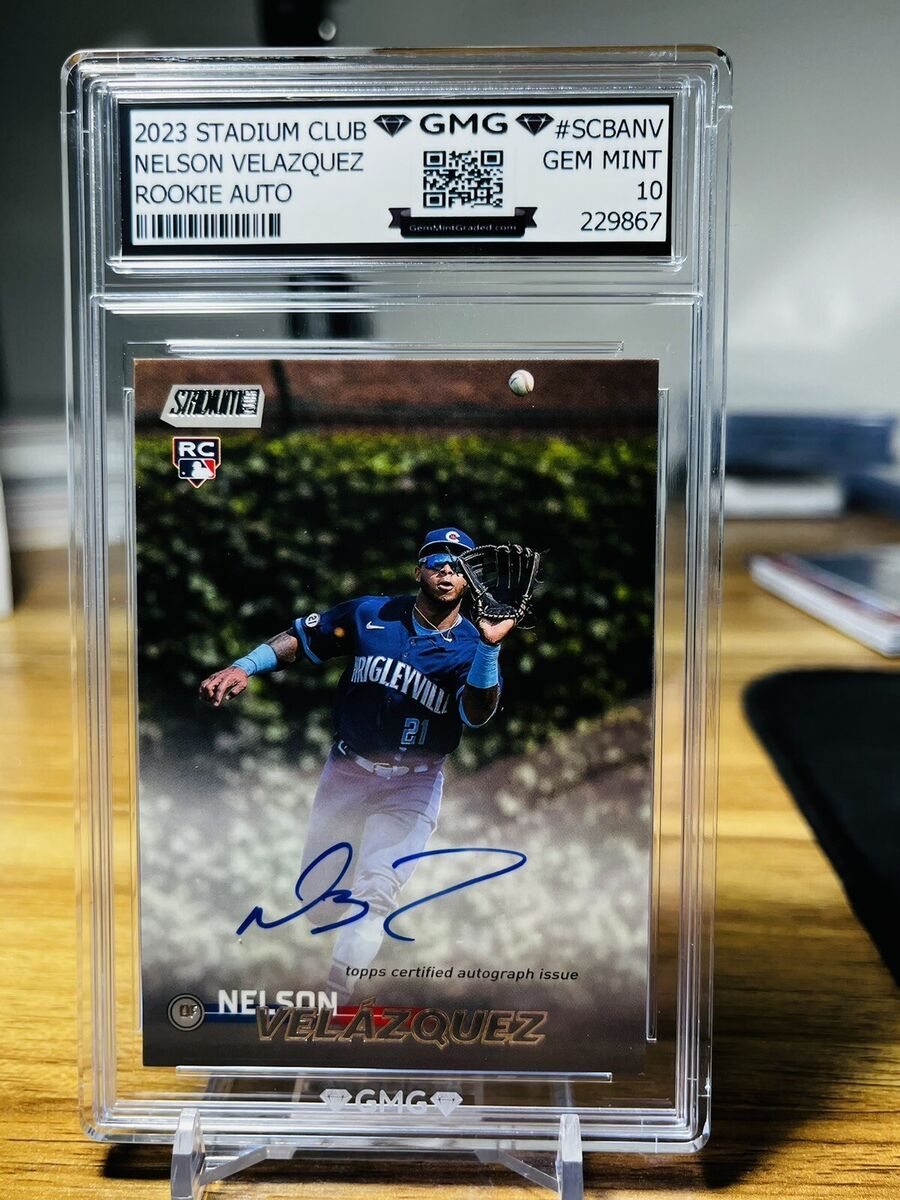 2023 STADIUM CLUB
NELSON VELAZQUEZ
ROOKIE AUTO
GMG
GemMintGraded.com
#SCBANV
GEM MINT
10
229867
STADIUM CLUB
RC
RIGLEYVILL
21
topps certified autograph issue
OF
NELSON
VELÁZQUEZ
GMG